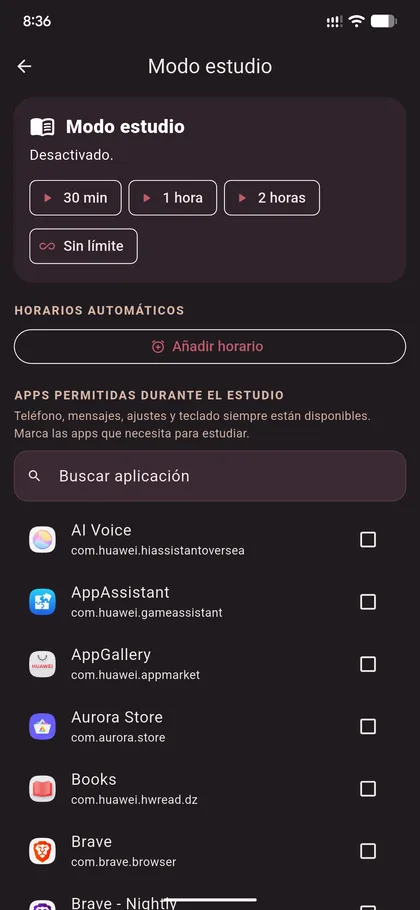 8:36
Modo estudio
Modo estudio
Desactivado.
30 min
1 hora
2 horas
Sin límite
HORARIOS AUTOMÁTICOS
Añadir horario
APPS PERMITIDAS DURANTE EL ESTUDIO
Teléfono, mensajes, ajustes y teclado siempre están disponibles.
Marca las apps que necesita para estudiar.
Buscar aplicación
AI Voice
com.huawei.hiassistantoversea
AppAssistant
com.huawei.gameassistant
HUAWEI
AppGallery
com.huawei.appmarket
Aurora Store
com.aurora.store
Books
com.huawei.hwread.dz
Brave
com.brave.browser
Brave - Nightly